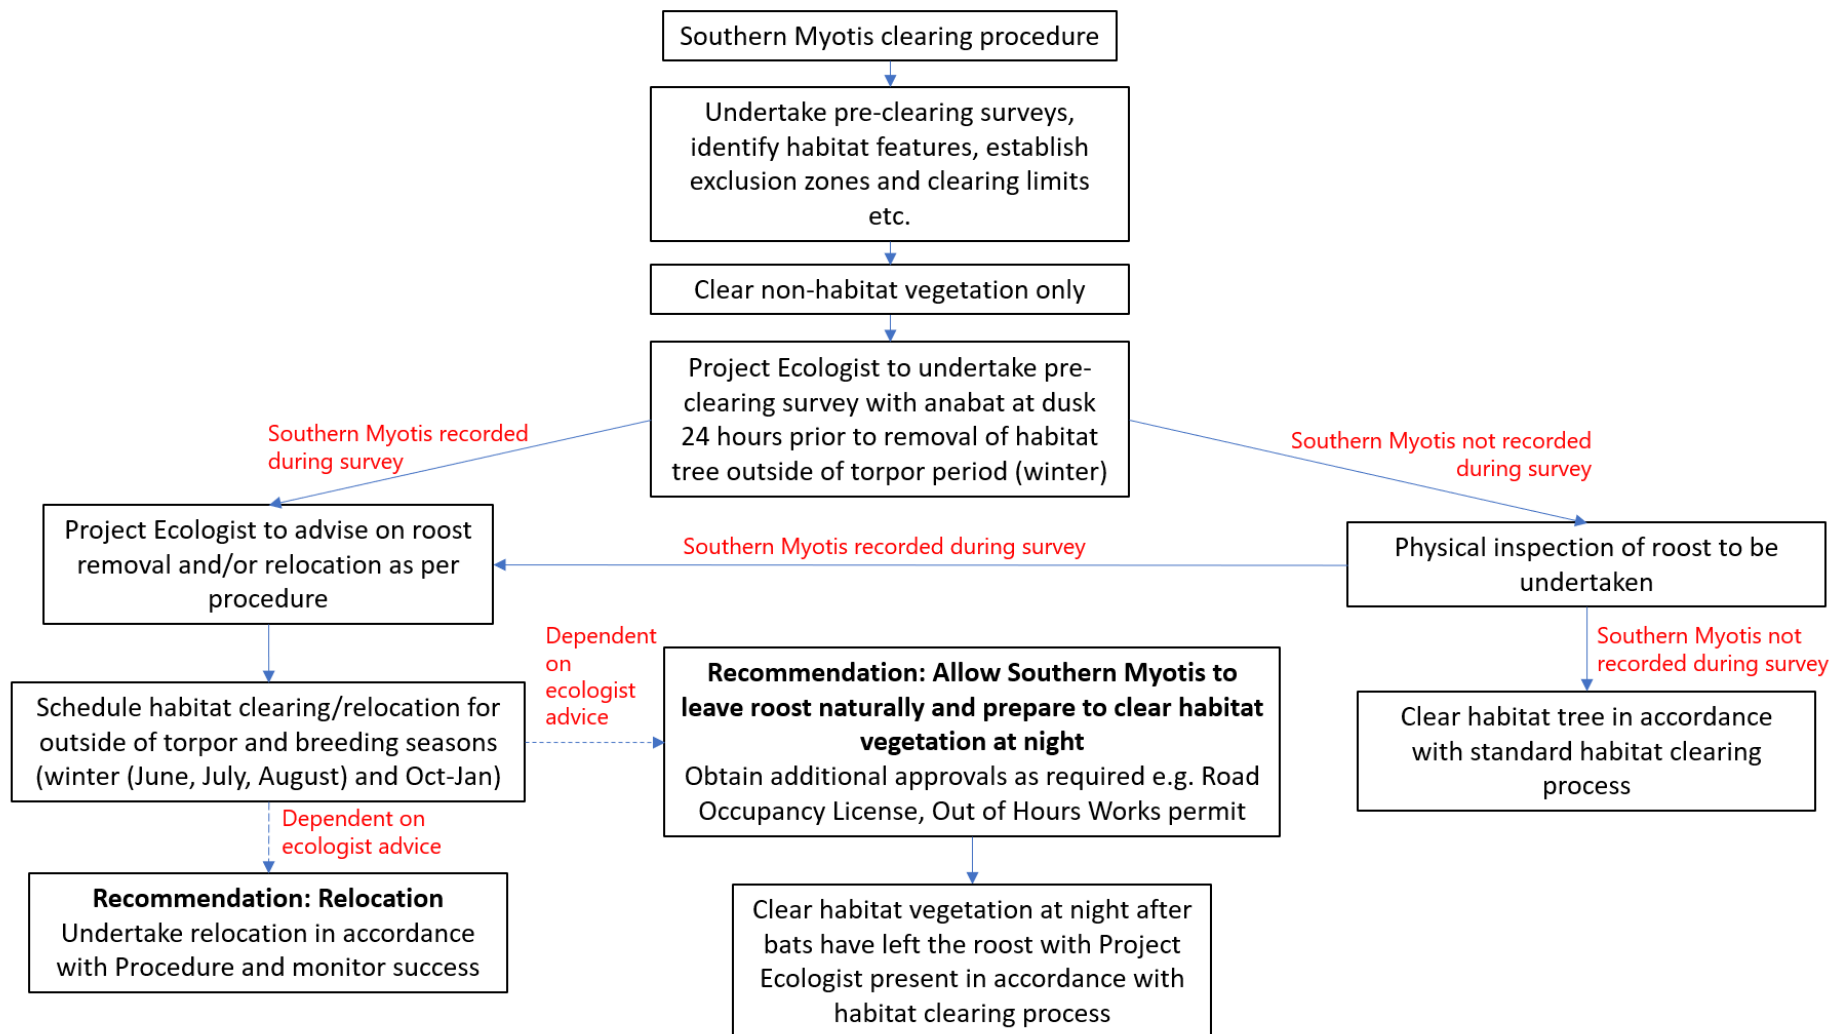 Southern Myotis clearing procedure
Undertake pre-clearing surveys,
identify habitat features, establish
exclusion zones and clearing limits
etc.
Clear non-habitat vegetation only
Project Ecologist to undertake pre-
clearing survey with anabat at dusk
24 hours prior to removal of habitat
tree outside of torpor period (winter)
Southern Myotis recorded
during survey
Southern Myotis not recorded
during survey
Project Ecologist to advise on roost
removal and/or relocation as per
procedure
Southern Myotis recorded during survey
Physical inspection of roost to be
undertaken
Southern Myotis not
recorded during survey
Schedule habitat clearing/relocation for
outside of torpor and breeding seasons
(winter (June, July, August) and Oct-Jan)
Dependent
on
ecologist
advice
Recommendation: Allow Southern Myotis to
leave roost naturally and prepare to clear habitat
vegetation at night
Obtain additional approvals as required e.g. Road
Occupancy License, Out of Hours Works permit
Clear habitat tree in accordance
with standard habitat clearing
process
Dependent on
ecologist advice
Recommendation: Relocation
Undertake relocation in accordance
with Procedure and monitor success
Clear habitat vegetation at night after
bats have left the roost with Project
Ecologist present in accordance with
habitat clearing process